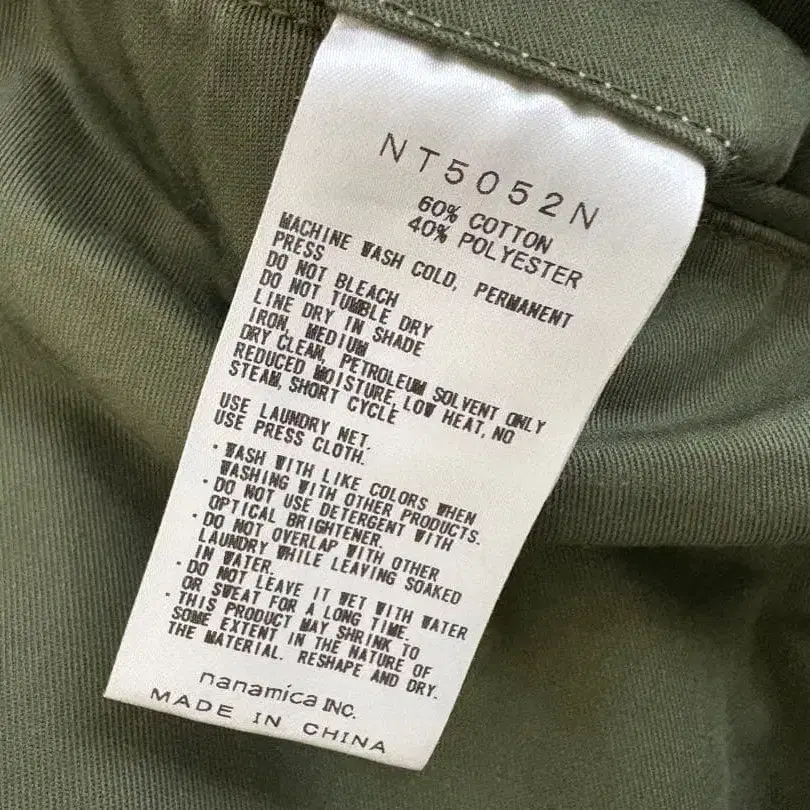 NT5052N
60% COTTON
40% POLYESTER
MACHINE WASH COLD, PERMANENT
PRESS
DO NOT BLEACH
DO NOT TUMBLE DRY
LINE DRY IN SHADE
IRON, MEDIUM
DRY CLEAN, PETROLEUM SOLVENT ONLY
REDUCED MOISTURE, LOW HEAT, NO
STEAM, SHORT CYCLE
USE LAUNDRY NET.
USE PRESS CLOTH.
・WASH WITH LIKE COLORS WHEN
WASHING WITH OTHER PRODUCTS.
・DO NOT USE DETERGENT WITH
OPTICAL BRIGHTENER.
・DO NOT OVERLAP WITH OTHER
LAUNDRY WHILE LEAVING SOAKED
IN WATER.
・DO NOT LEAVE IT WET WITH WATER
OR SWEAT FOR A LONG TIME.
・THIS PRODUCT MAY SHRINK TO
SOME EXTENT IN THE NATURE OF
THE MATERIAL. RESHAPE AND DRY.
nanamica INC.
MADE IN CHINA